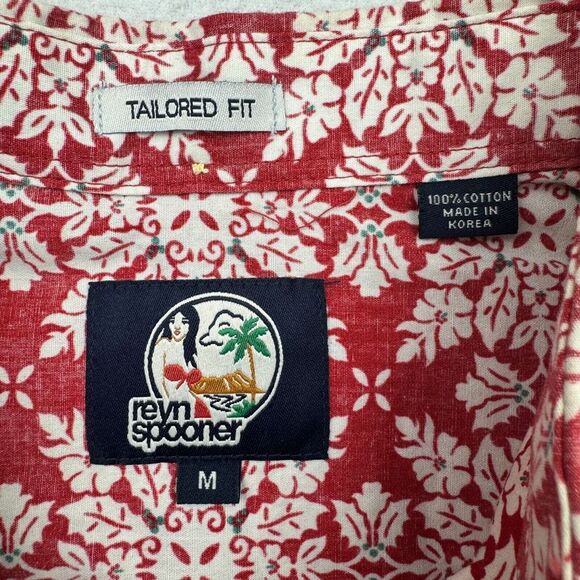 TAILORED FIT
100% COTTON
MADE IN
KOREA
reyn
spooner
M